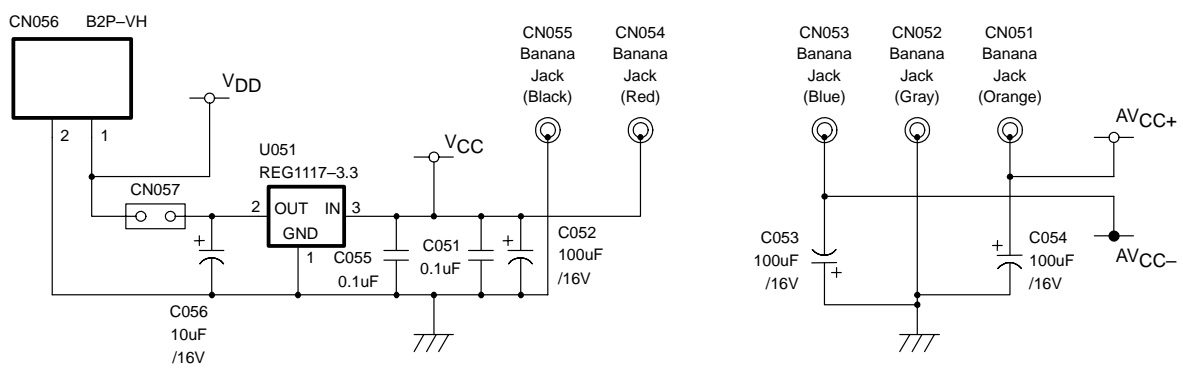 CN056 B2P–VH
2 1
VDD
CN057
U051
REG1117–3.3
2 OUT IN 3
GND
1
VCC
+
C056
10uF
/16V
C055
0.1uF
C051
0.1uF
+
C052
100uF
/16V
CN055
Banana
Jack
(Black)
CN054
Banana
Jack
(Red)
CN053
Banana
Jack
(Blue)
CN052
Banana
Jack
(Gray)
CN051
Banana
Jack
(Orange)
AVCC+
AVCC–
C053
100uF
/16V
+
+
C054
100uF
/16V